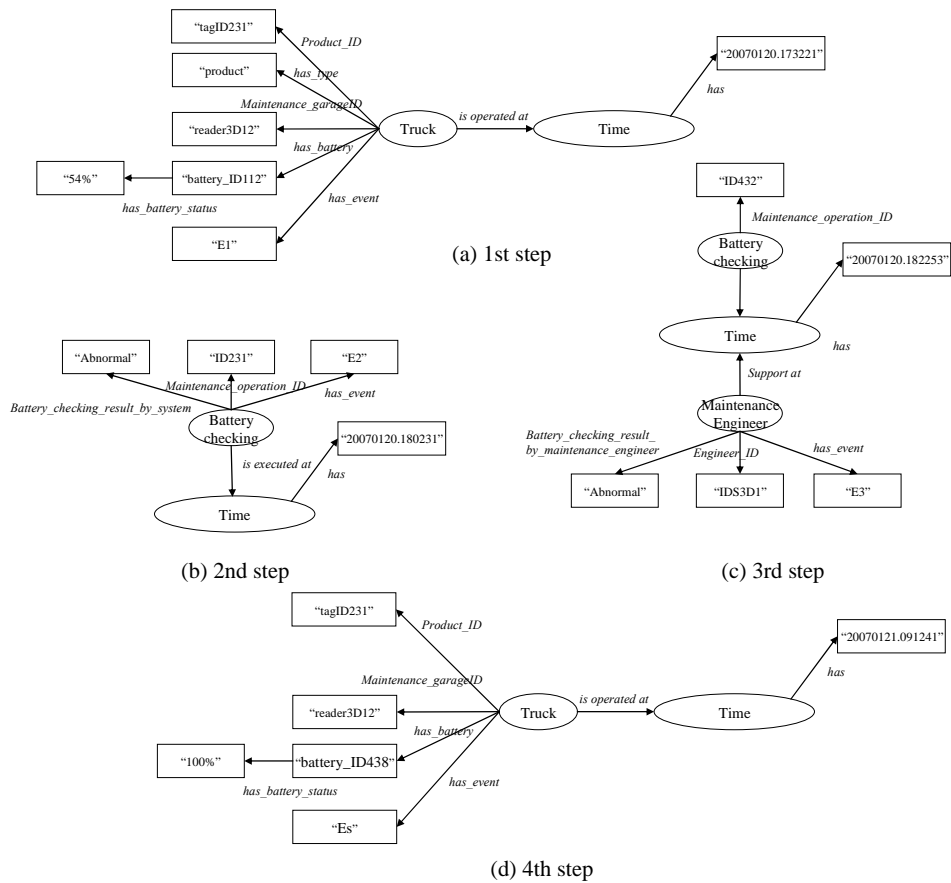 “tagID231”
Product_ID
“product”
has_type
“20070120.173221”
has
Maintenance_garageID
“reader3D12”
Truck
is operated at
Time
has_battery
“54%”
“battery_ID112”
has_battery_status
has_event
“E1”
(a) 1st step
“Abnormal”
“ID231”
“E2”
Maintenance_operation_ID
has_event
Battery_checking_result_by_system
Battery
checking
“20070120.180231”
is executed at
has
Time
(b) 2nd step
“ID432”
Maintenance_operation_ID
Battery
checking
“20070120.182253”
Time
has
Support at
Maintenance
Engineer
Battery_checking_result_
by_maintenance_engineer
Engineer_ID
has_event
“Abnormal”
“IDS3D1”
“E3”
(c) 3rd step
“tagID231”
Product_ID
“20070121.091241”
has
Maintenance_garageID
“reader3D12”
Truck
is operated at
Time
has_battery
“100%”
“battery_ID438”
has_battery_status
has_event
“Es”
(d) 4th step